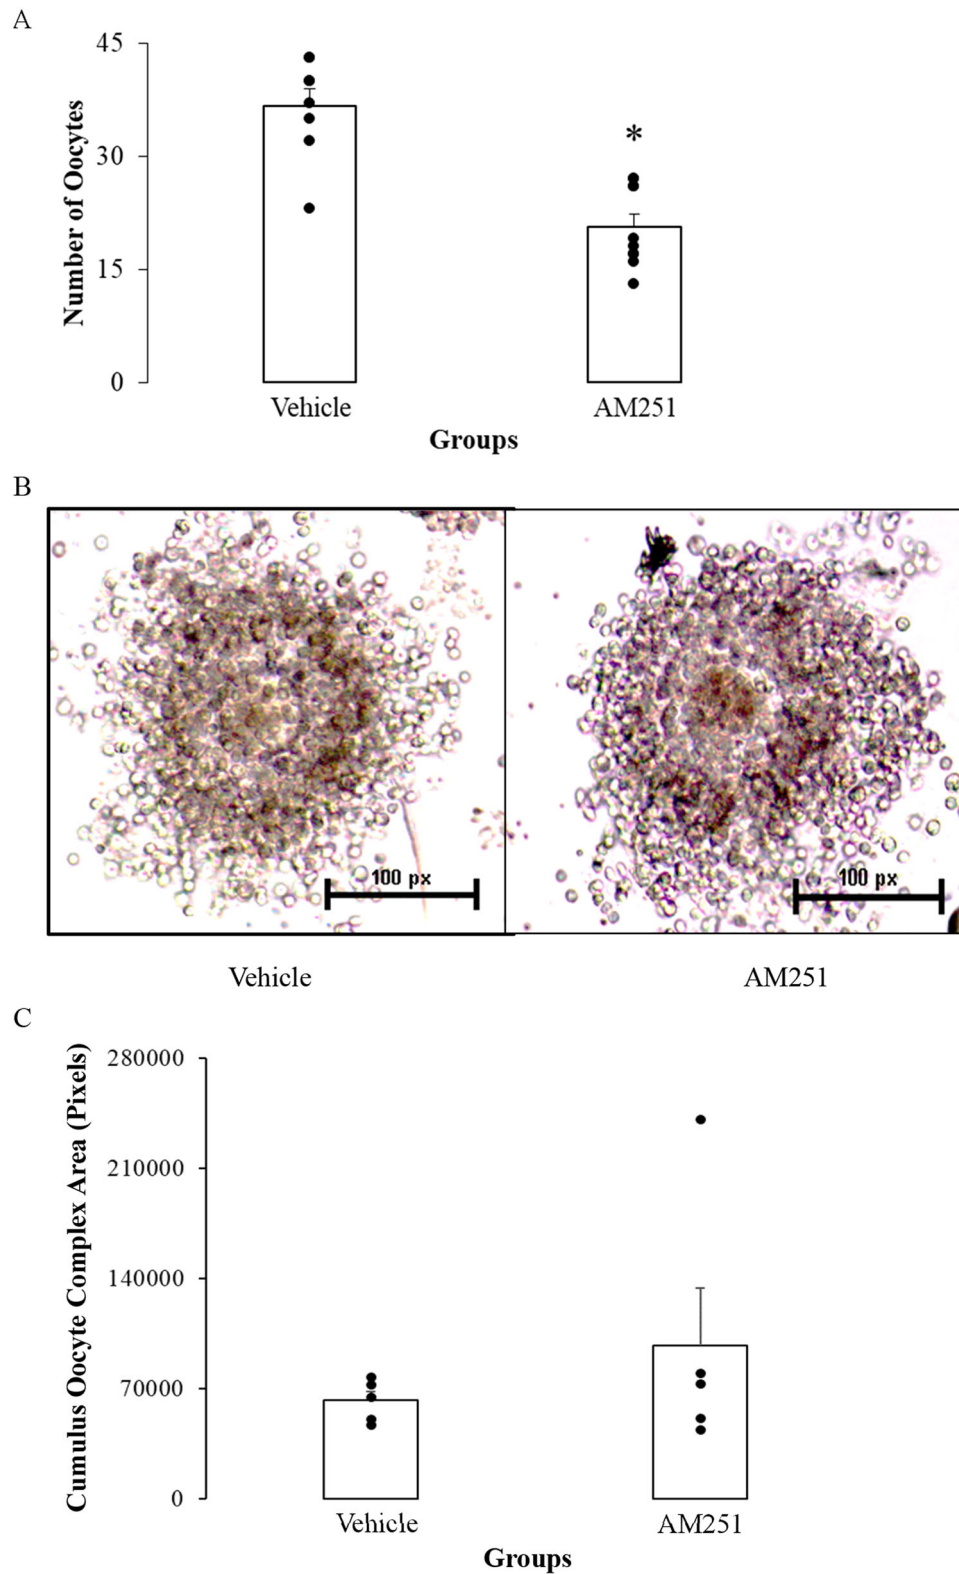 A
45
30
15
0
Number of Oocytes
*
Vehicle
AM251
Groups
B
100 px
100 px
Vehicle
AM251
C
280000
210000
140000
70000
0
Cumulus Oocyte Complex Area (Pixels)
Vehicle
AM251
Groups